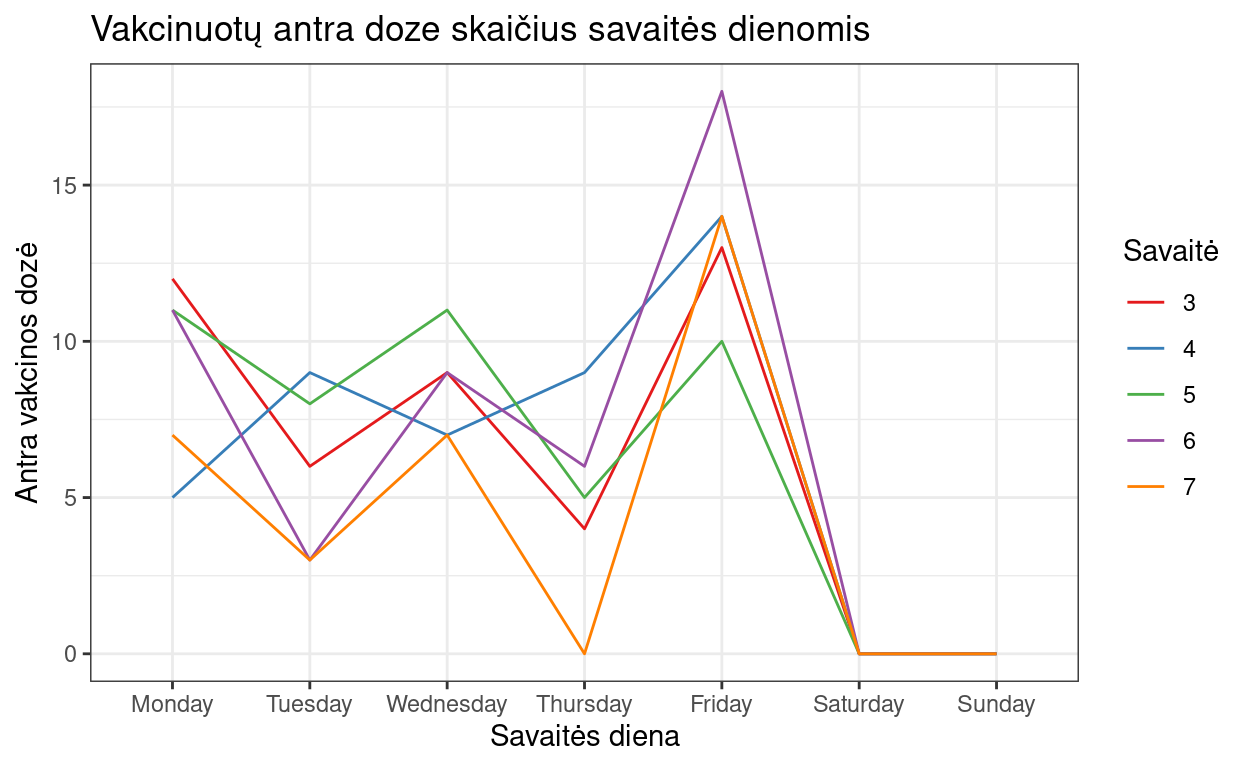 Vakcinuotų antra doze skaičius savaitės dienomis
Antra vakcinos dozė
15
10
5
0
Monday Tuesday Wednesday Thursday Friday Saturday Sunday
Savaitės diena
Savaitė
3
4
5
6
7